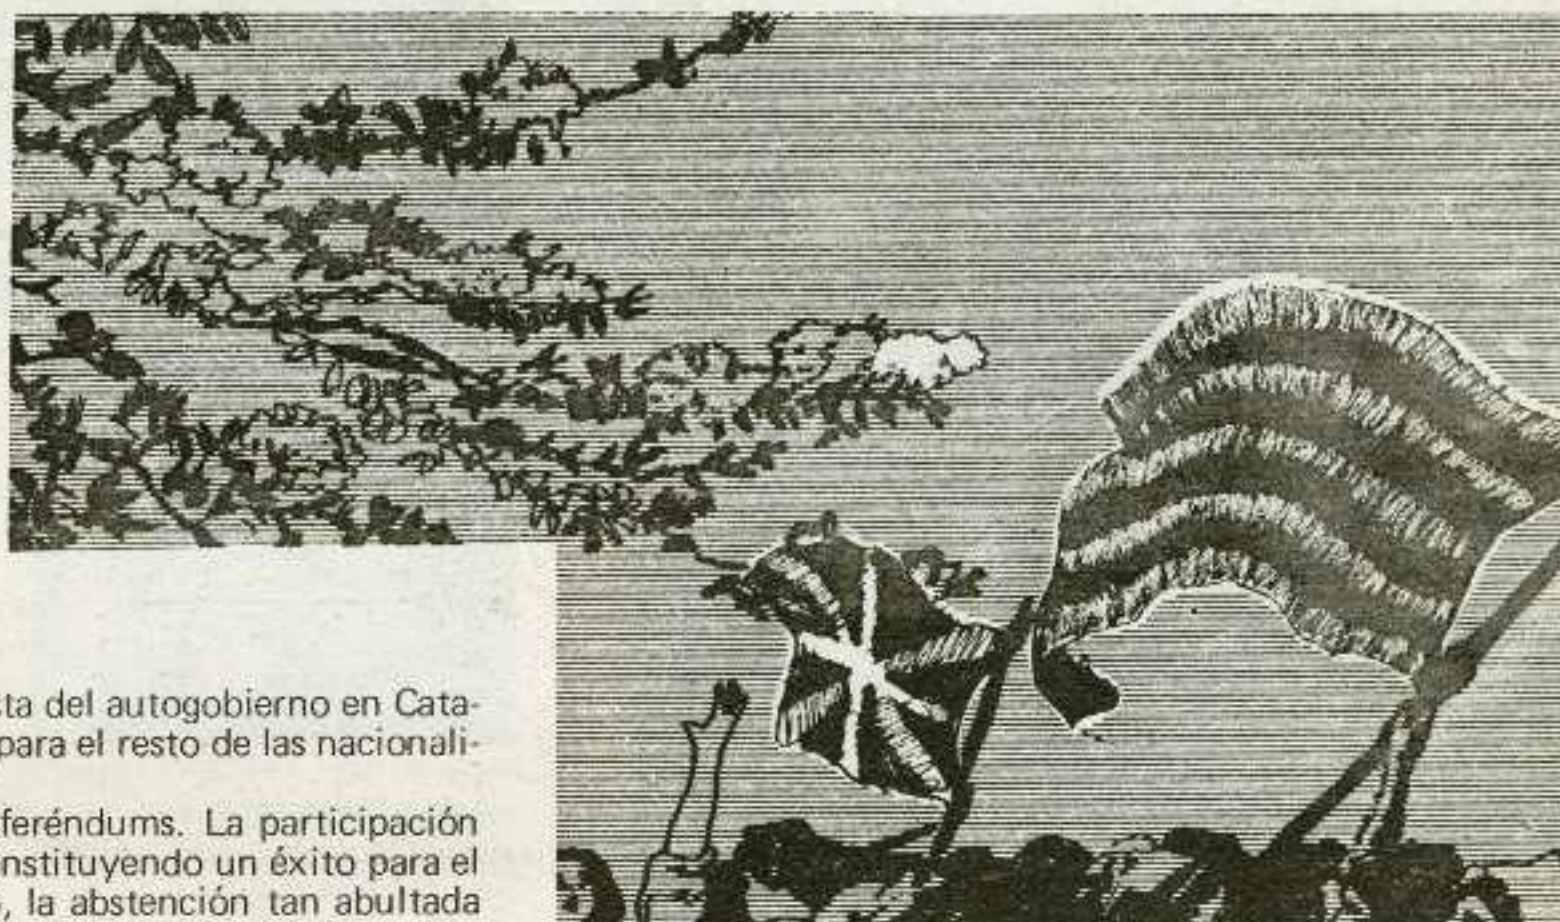 ta del autogobierno en Cata-
para el resto de las nacionali-
feréndums. La participación
nstituyendo un éxito para el
, la abstención tan abultada